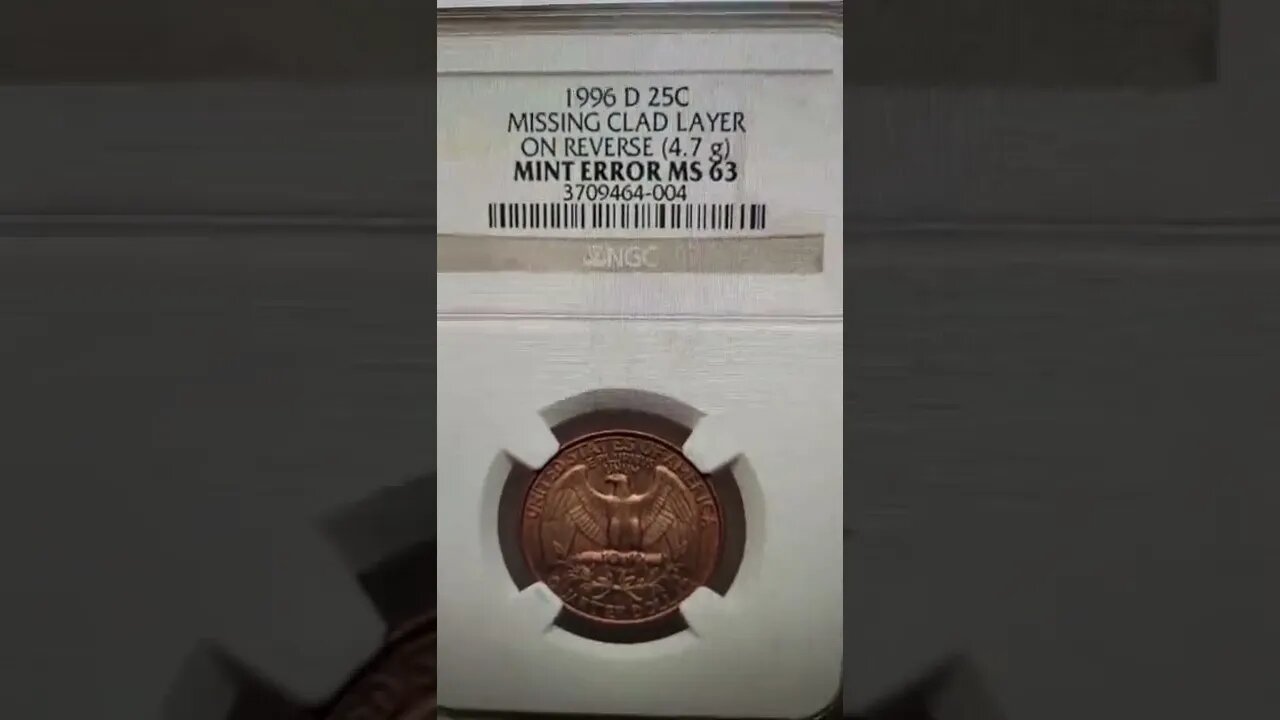 1996 D 25C
MISSING CLAD LAYER
ON REVERSE (4.7 g)
MINT ERROR MS 63
3709464-004
NGC
UNITED STATES OF AMERICA
QUARTER DOLLAR